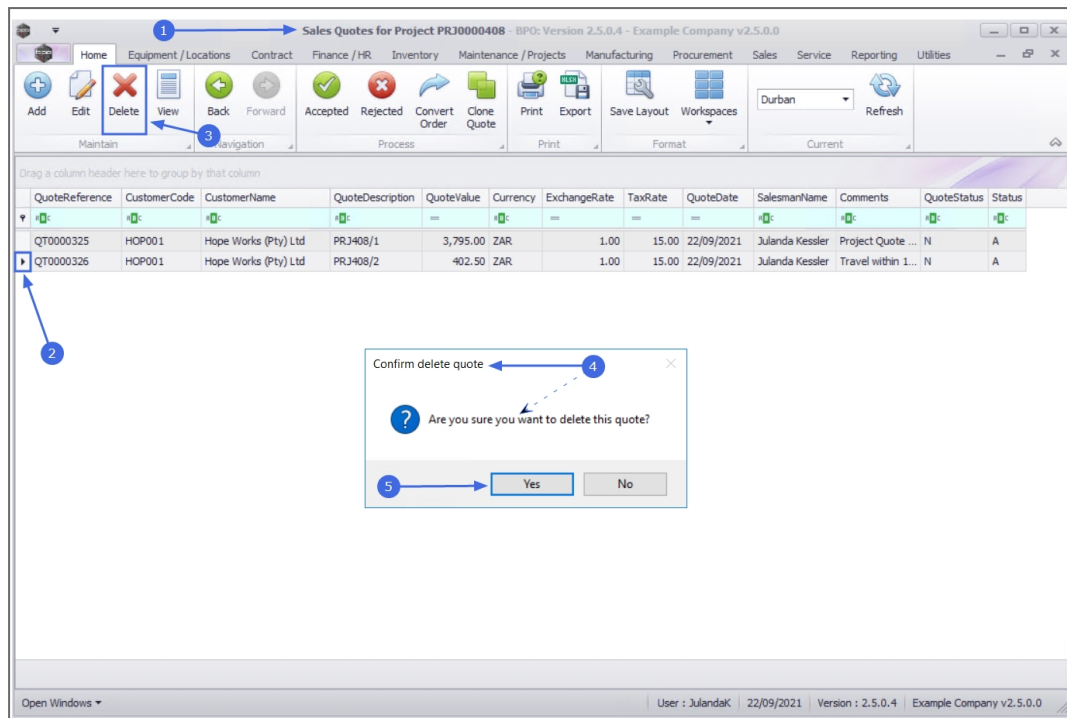 1
Sales Quotes for Project PRJ0000408 - BPO: Version 2.5.0.4 - Example Company v2.5.0.0
Home Equipment / Locations Contract Finance / HR Inventory Maintenance / Projects Manufacturing Procurement Sales Service Reporting Utilities
Add Edit Delete View Back Forward Accepted Rejected Convert Order Clone Quote Print Export Save Layout Workspaces Durban Refresh
3
Maintain Navigation Process Print Format Current
Drag a column header here to group by that column
QuoteReference CustomerCode CustomerName QuoteDescription QuoteValue Currency ExchangeRate TaxRate QuoteDate SalesmanName Comments QuoteStatus Status
QT0000325 HOP001 Hope Works (Pty) Ltd PRJ408/1 3,795.00 ZAR 1.00 15.00 22/09/2021 Julanda Kessler Project Quote ... N A
QT0000326 HOP001 Hope Works (Pty) Ltd PRJ408/2 402.50 ZAR 1.00 15.00 22/09/2021 Julanda Kessler Travel within 1... N A
2
Confirm delete quote
4
Are you sure you want to delete this quote?
5
Yes No
Open Windows User : JulandaK 22/09/2021 Version : 2.5.0.4 Example Company v2.5.0.0